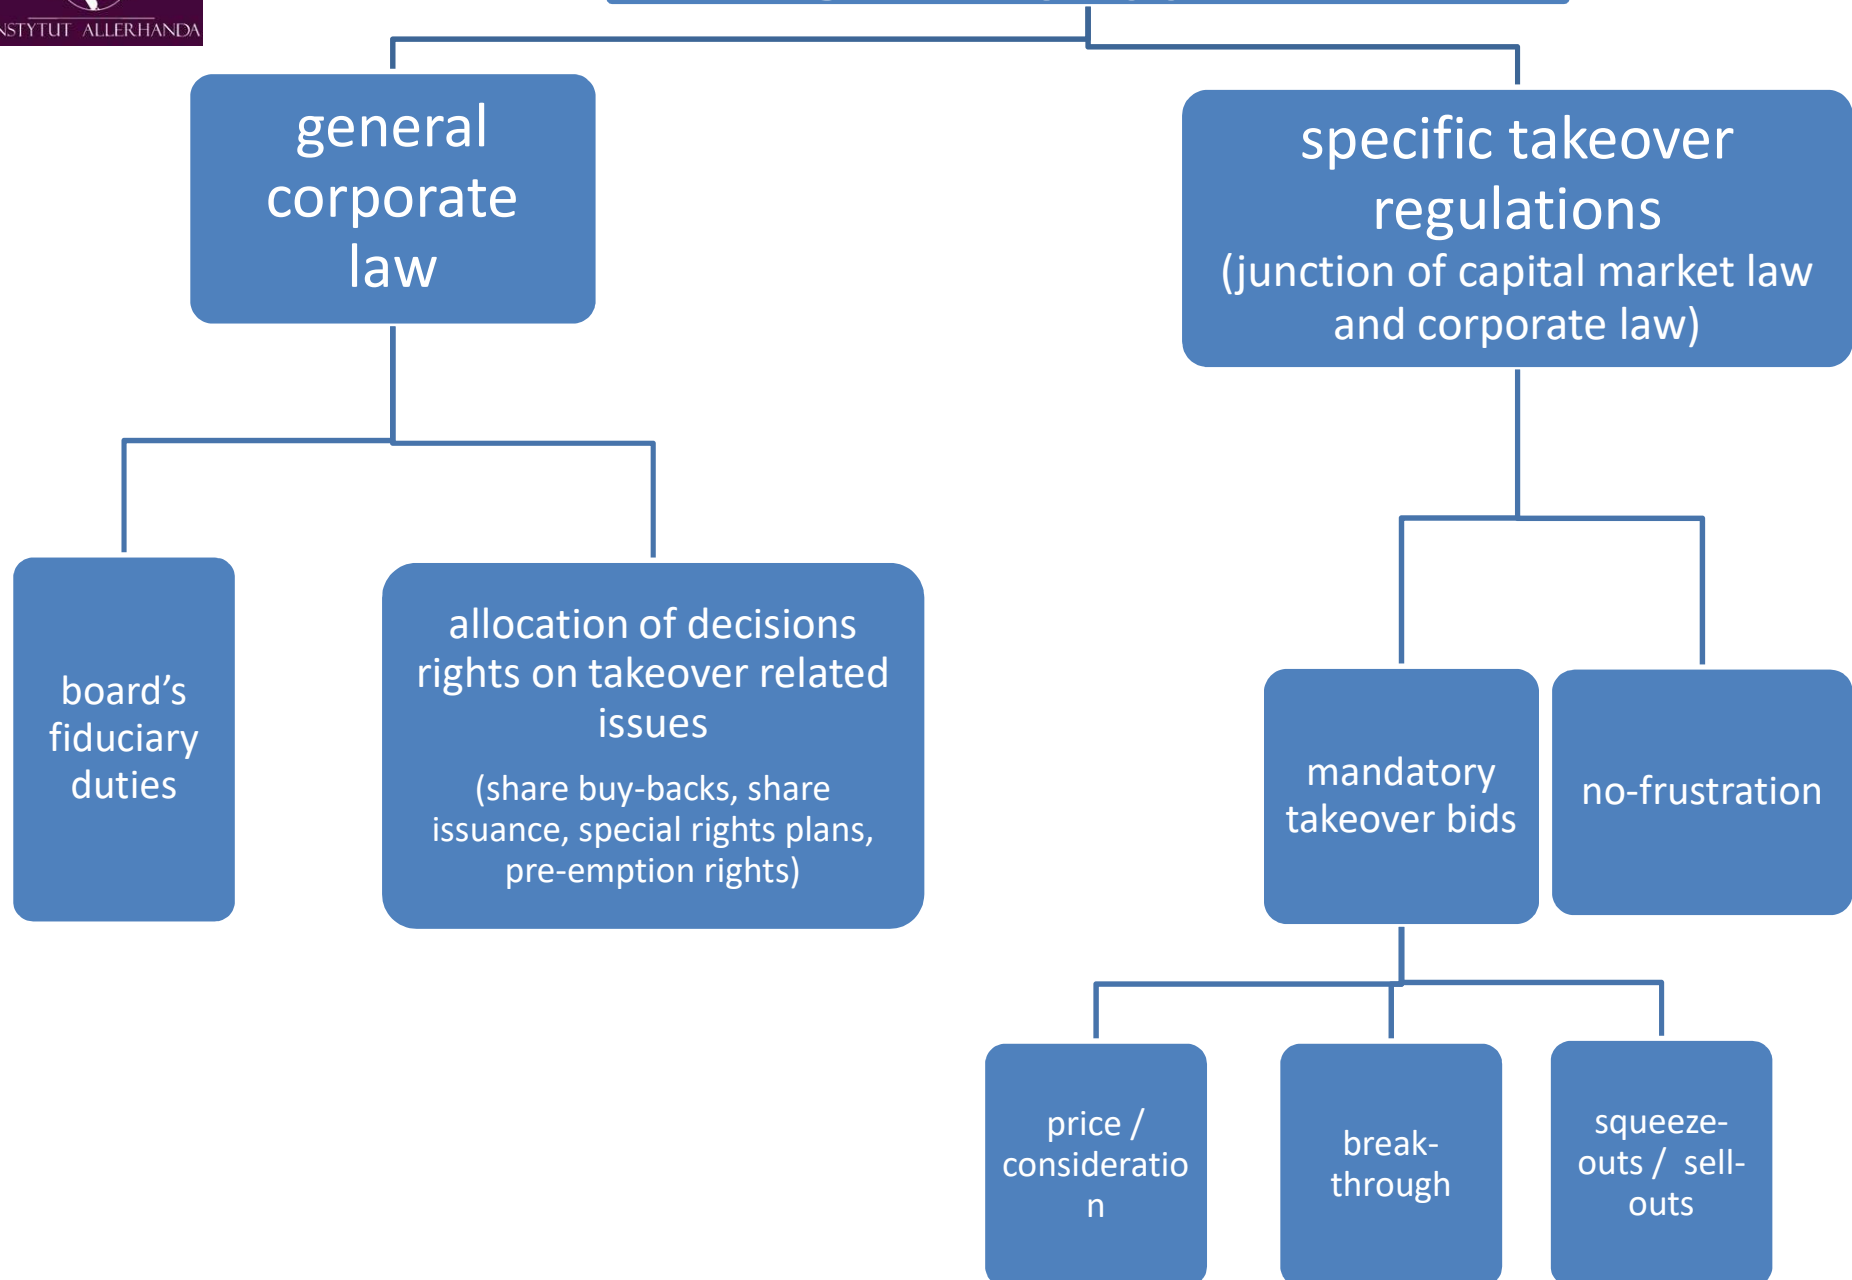 INSTYTUT ALLERHANDA
general
corporate
law
specific takeover
regulations
(junction of capital market law
and corporate law)
board’s
fiduciary
duties
allocation of decisions
rights on takeover related
issues
(share buy-backs, share
issuance, special rights plans,
pre-emption rights)
mandatory
takeover bids
no-frustration
price /
consideratio
n
break-
through
squeeze-
outs / sell-
outs